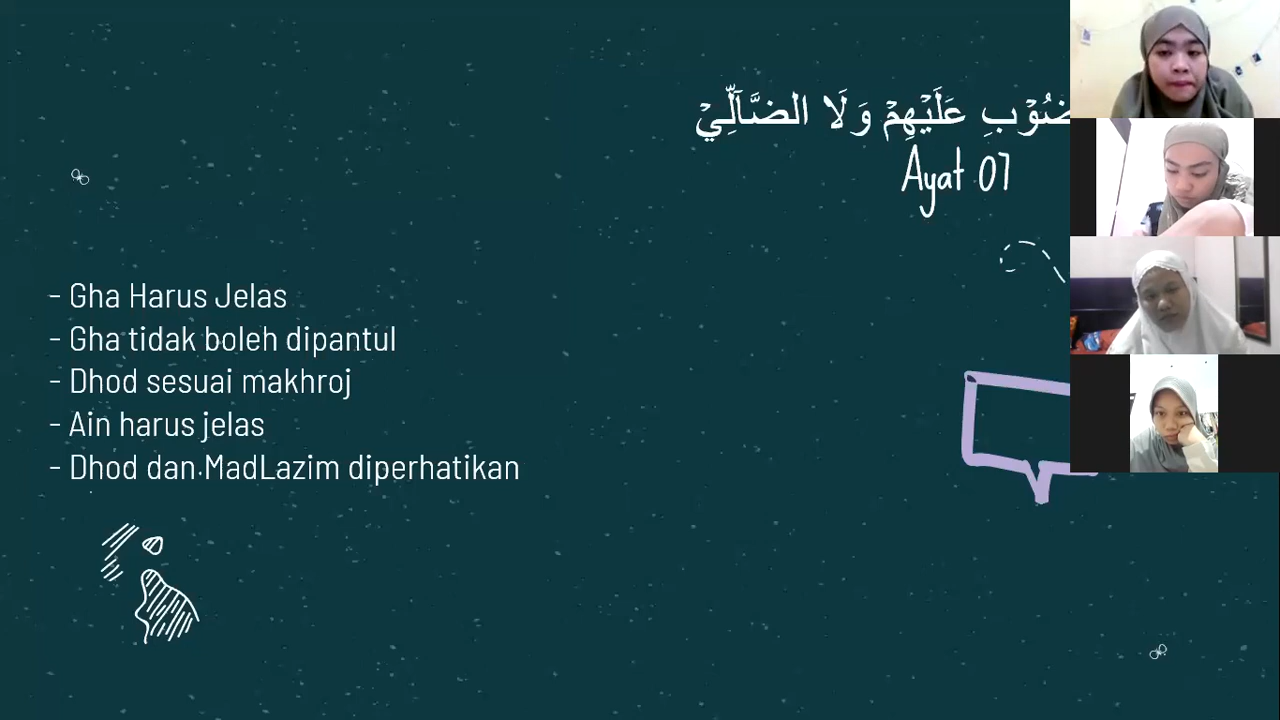 ضُوْبِ عَلَيْهِمْ وَلَا الضَّاۤلِّيْ
Ayat 07
- Gha Harus Jelas
- Gha tidak boleh dipantul
- Dhod sesuai makhroj
- Ain harus jelas
- Dhod dan MadLazim diperhatikan